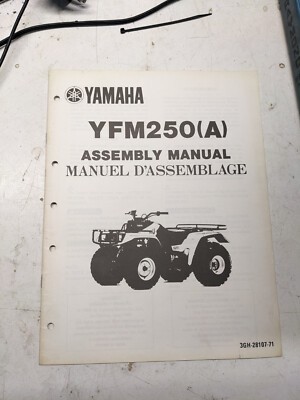 YAMAHA
YFM250(A)
ASSEMBLY MANUAL
MANUEL D'ASSEMBLAGE
3GH-28107-71